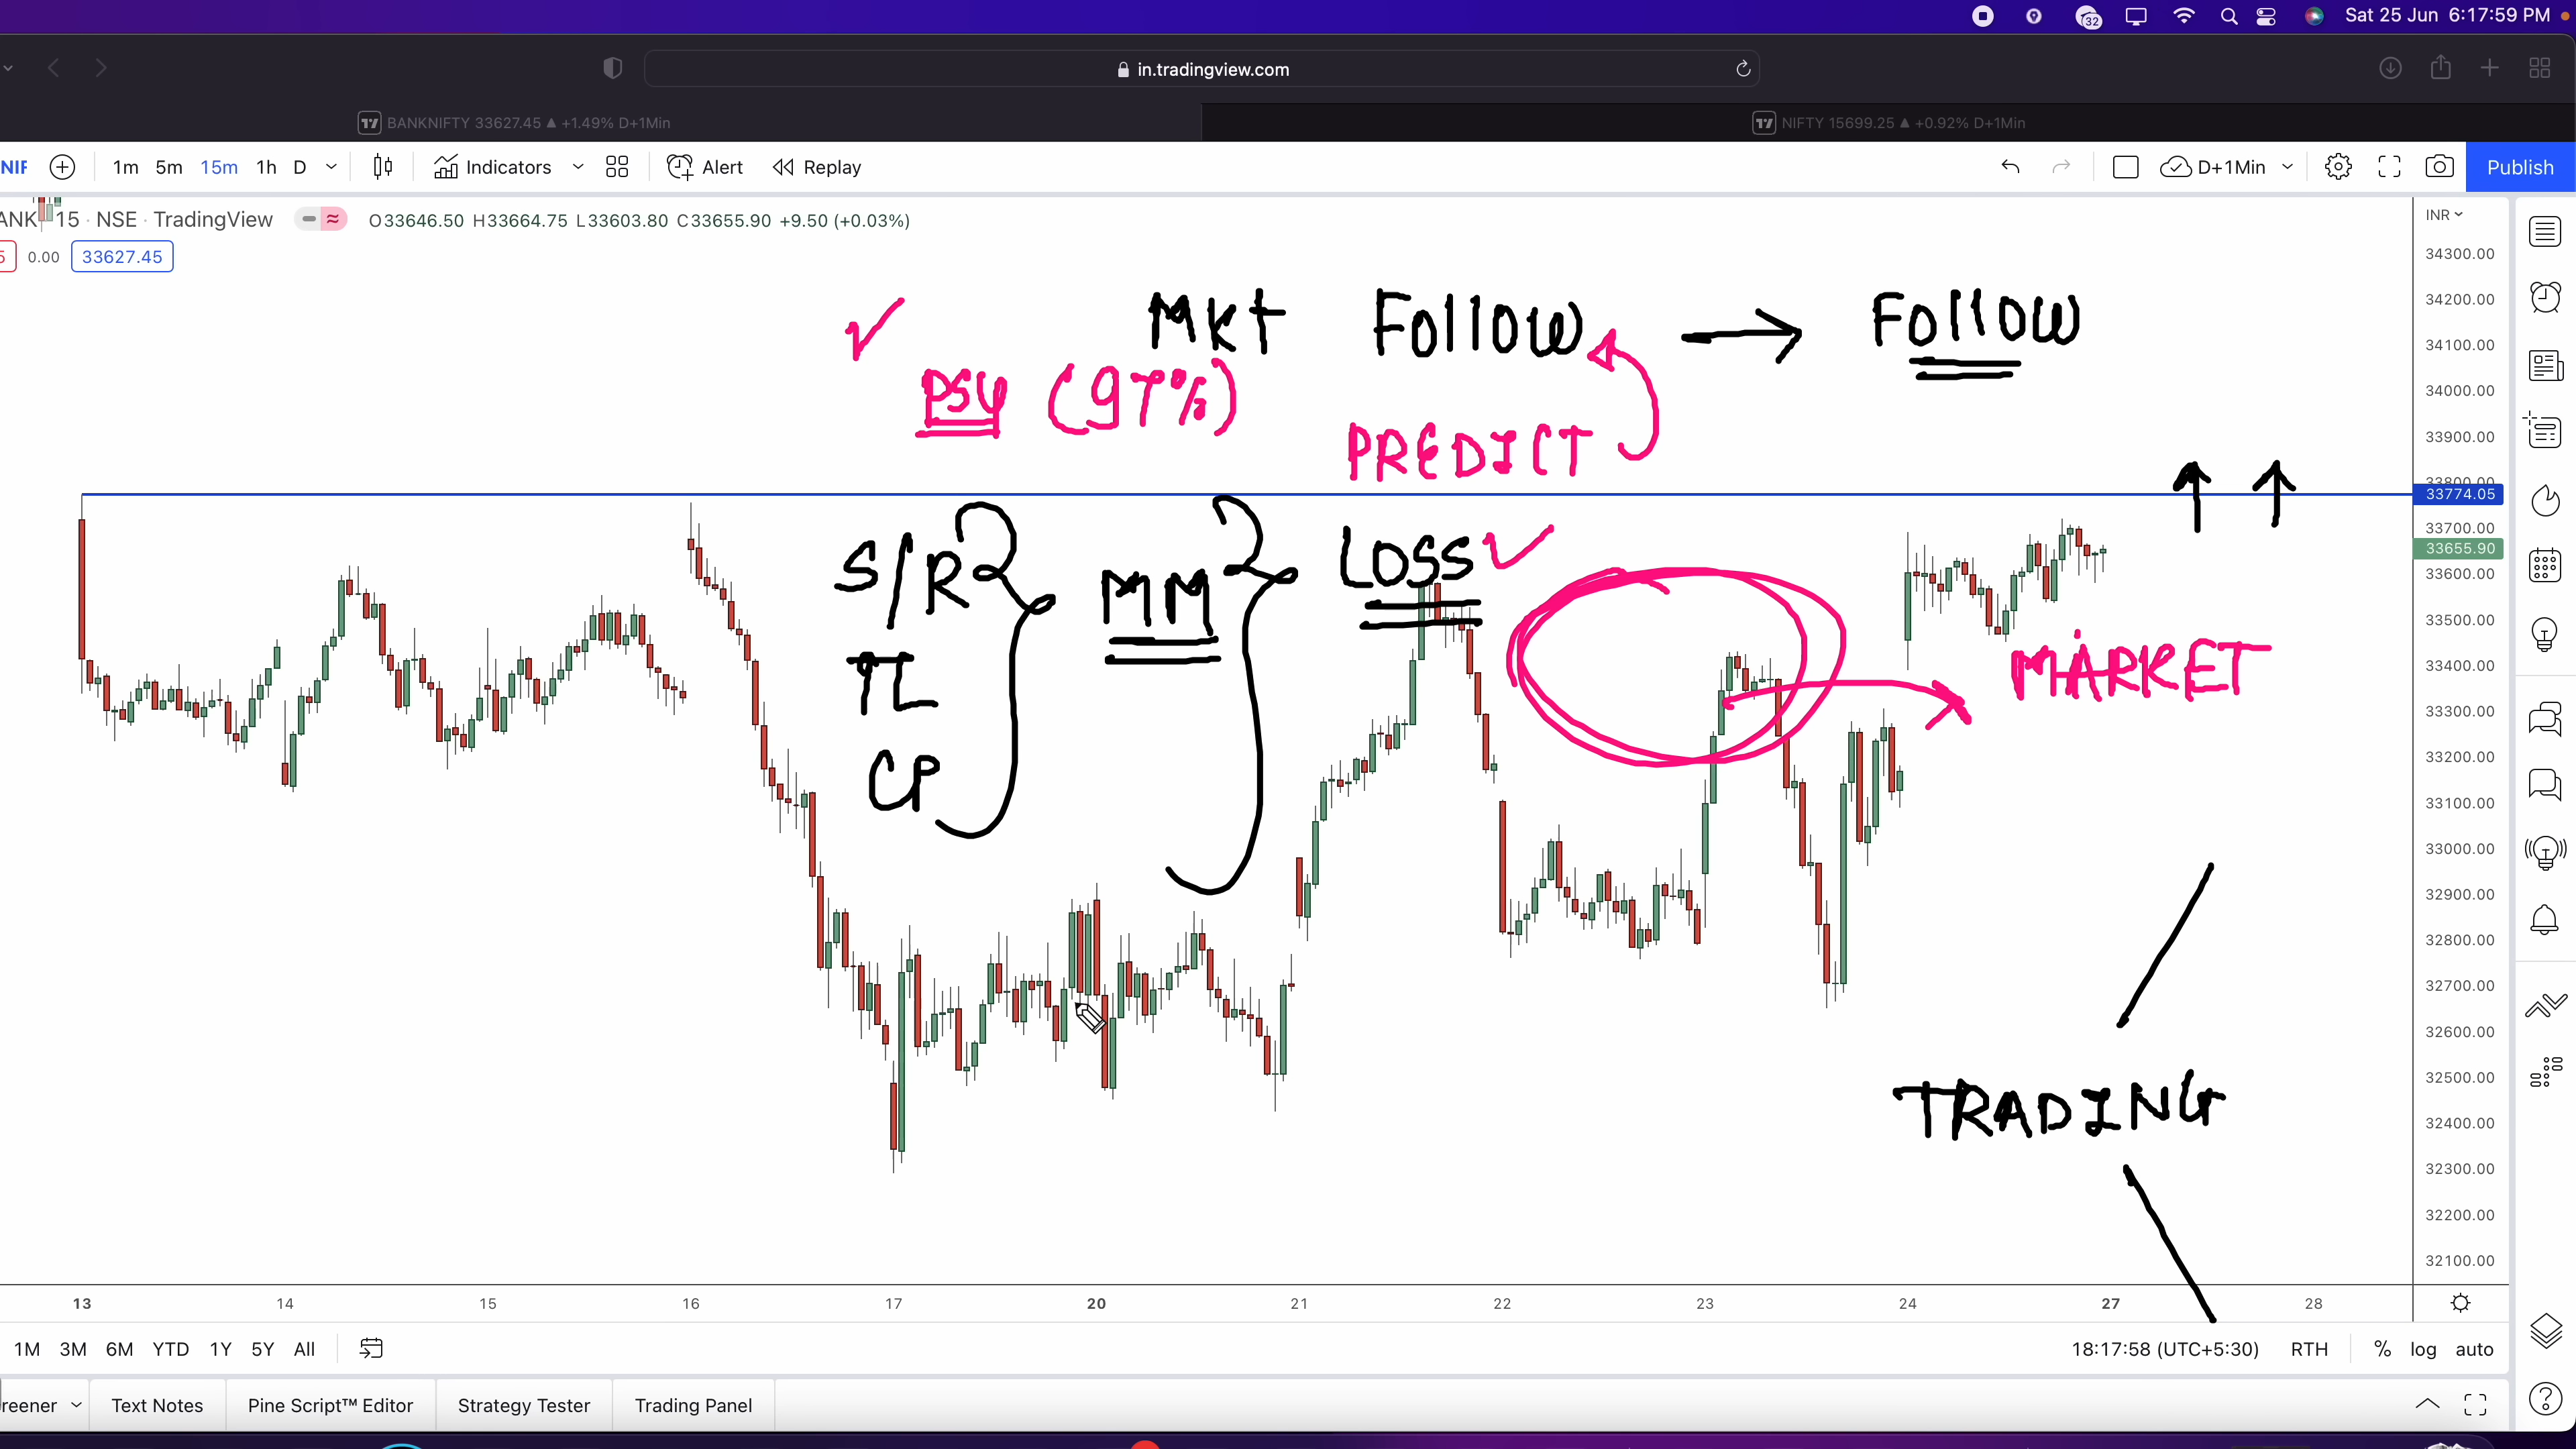 Sat 25 Jun 6:17:59 PM
32
in.tradingview.com
BANKNIFTY 33627.45 ▲ +1.49% D+1Min
NIFTY 15699.25 ▲ +0.92% D+1Min
NIF 1m 5m 15m 1h D Indicators Alert Replay D+1Min Publish
ANK 15 · NSE · TradingView O33646.50 H33664.75 L33603.80 C33655.90 +9.50 (+0.03%)
5 0.00 33627.45
INR
34300.00
34200.00
34100.00
34000.00
33900.00
33800.00
33774.05
33700.00
33655.90
33600.00
33500.00
33400.00
33300.00
33200.00
33100.00
33000.00
32900.00
32800.00
32700.00
32600.00
32500.00
32400.00
32300.00
32200.00
32100.00
Mkt Follow → Follow
PSY (97%)
PREDICT
S/R
TL
CP
MM
LOSS
MARKET
TRADING
13 14 15 16 17 20 21 22 23 24 27 28
1M 3M 6M YTD 1Y 5Y All 18:17:58 (UTC+5:30) RTH % log auto
reener Text Notes Pine Script™ Editor Strategy Tester Trading Panel